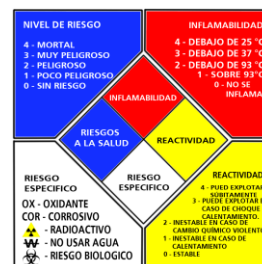 NIVEL DE RIESGO
4 - MORTAL
3 - MUY PELIGROSO
2 - PELIGROSO
1 - POCO PELIGROSO
0 - SIN RIESGO
INFLAMABILIDAD
4 - DEBAJO DE 25 °C
3 - DEBAJO DE 37 °
2 - DEBAJO DE 93 °
1 - SOBRE 93°C
0 - NO SE
INFLAMA
INFLAMABILIDAD
RIESGOS
A LA SALUD
REACTIVIDAD
RIESGO
ESPECIFICO
RIESGO
ESPECIFICO
OX - OXIDANTE
COR - CORROSIVO
- RADIOACTIVO
W - NO USAR AGUA
- RIESGO BIOLOGICO
REACTIVIDAD
4 - PUED EXPLOTAR
SÚBITAMENTE
3 - PUEDE EXPLOTAR E
CASO DE CHOQUE
CALENTAMIENTO.
2 - INESTABLE EN CASO DE
CAMBIO QUÍMICO VIOLENTO
1 - INESTABLE EN CASO DE
CALENTAMIENTO
0 - ESTABLE